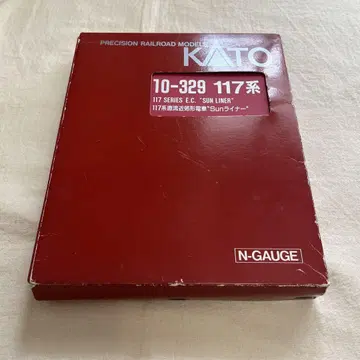 PRECISION RAILROAD MODELS
KATO
10-329 117系
117 SERIES E.C. "SUN LINER"
117系直流近郊形電車"Sunライナー"
N-GAUGE